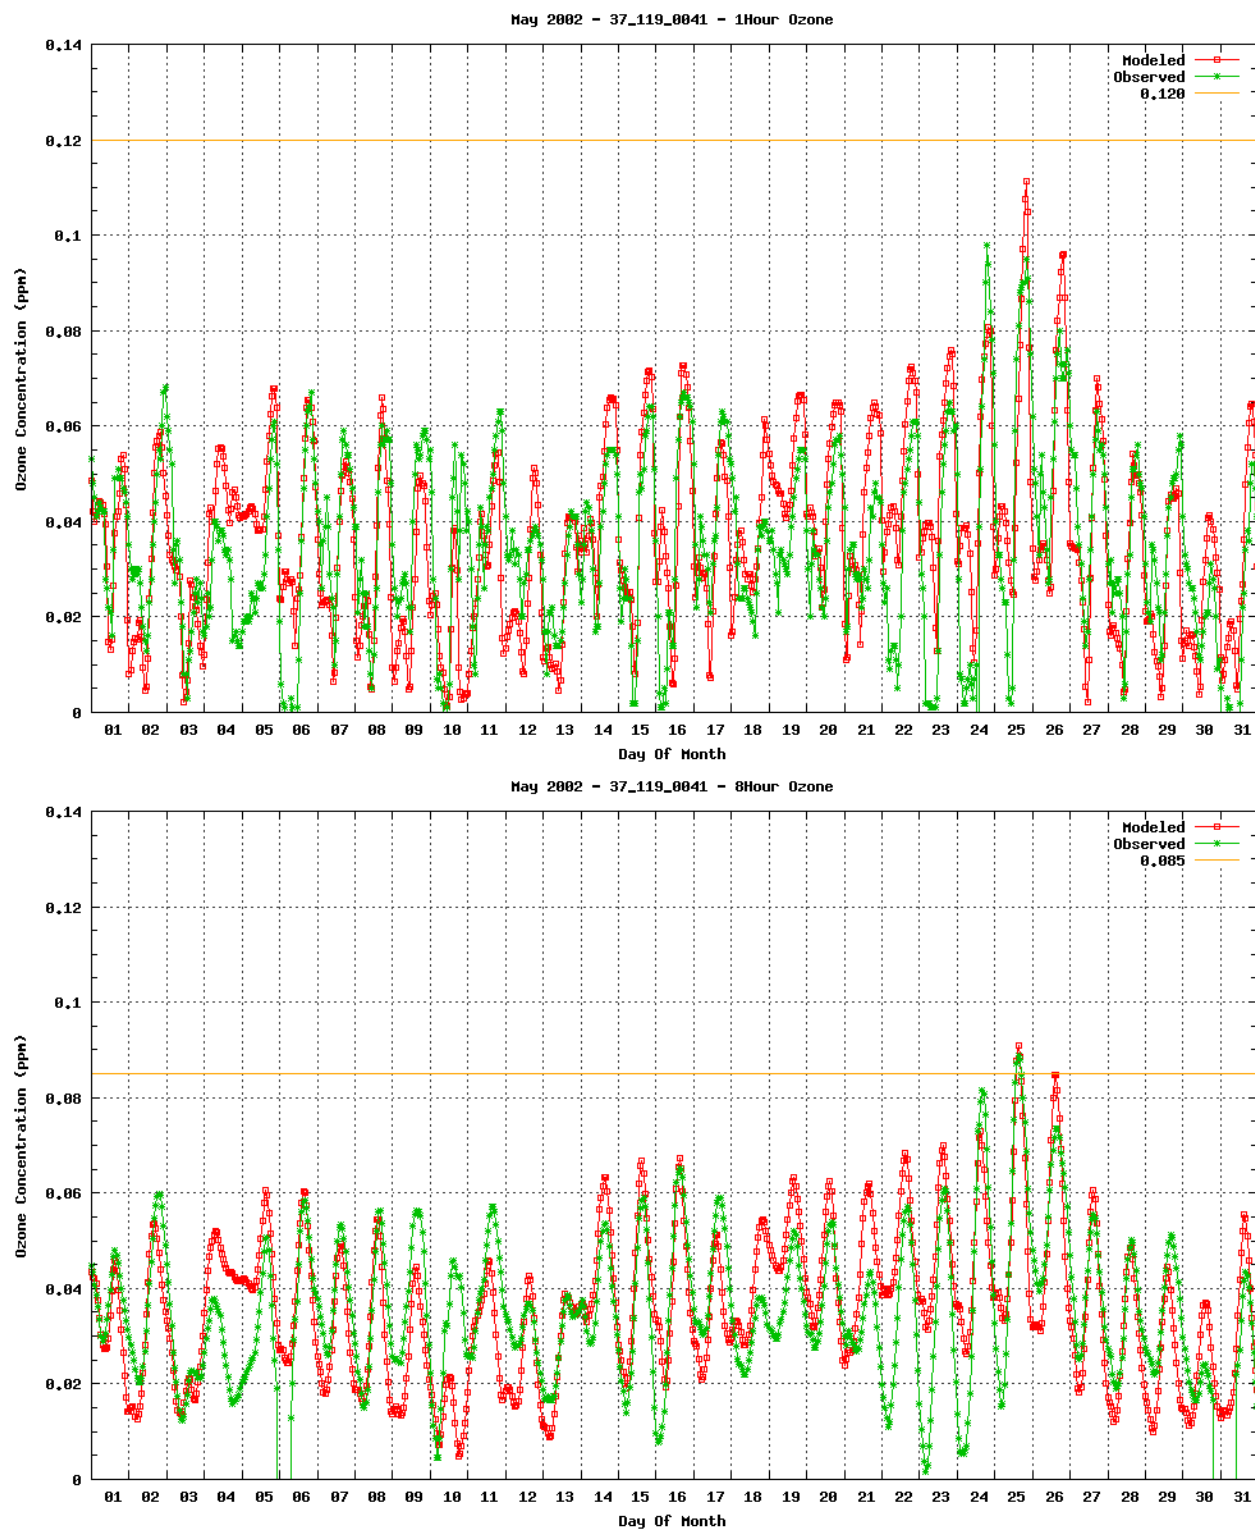 May 2002 - 37_119_0041 - 1Hour Ozone
0.14
Modeled
Observed
0.120
0.12
0.1
Ozone Concentration (ppm)
0.08
0.06
0.04
0.02
0
01 02 03 04 05 06 07 08 09 10 11 12 13 14 15 16 17 18 19 20 21 22 23 24 25 26 27 28 29 30 31
Day Of Month
May 2002 - 37_119_0041 - 8Hour Ozone
0.14
Modeled
Observed
0.085
0.12
0.1
Ozone Concentration (ppm)
0.08
0.06
0.04
0.02
0
01 02 03 04 05 06 07 08 09 10 11 12 13 14 15 16 17 18 19 20 21 22 23 24 25 26 27 28 29 30 31
Day Of Month